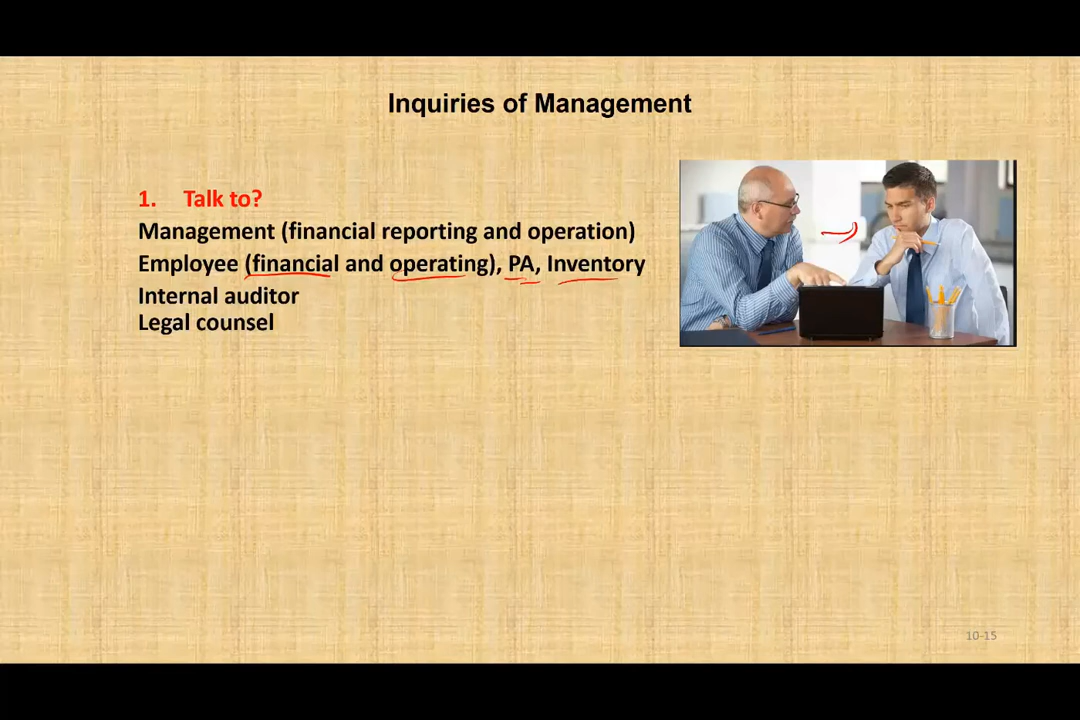 Inquiries of Management
1. Talk to?
Management (financial reporting and operation)
Employee (financial and operating), PA, Inventory
Internal auditor
Legal counsel
10-15